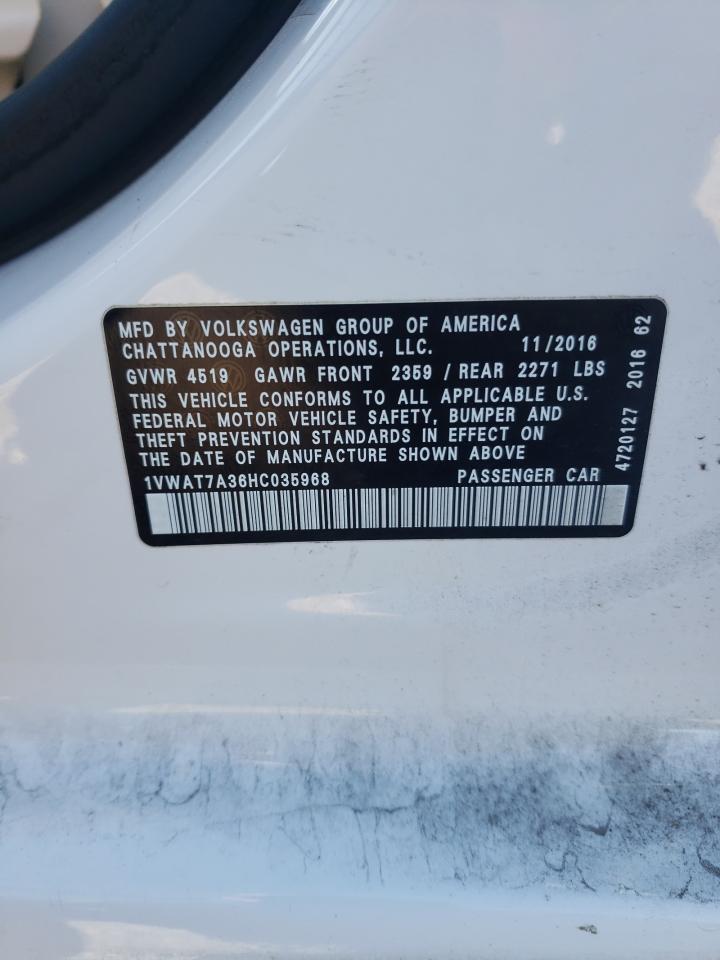 MFD BY VOLKSWAGEN GROUP OF AMERICA
CHATTANOOGA OPERATIONS, LLC. 11/2016
GVWR 4519 GAWR FRONT 2359 / REAR 2271 LBS
THIS VEHICLE CONFORMS TO ALL APPLICABLE U.S.
FEDERAL MOTOR VEHICLE SAFETY, BUMPER AND
THEFT PREVENTION STANDARDS IN EFFECT ON
THE DATE OF MANUFACTURE SHOWN ABOVE
1VWAT7A36HC035968 PASSENGER CAR
4720127 2016 62